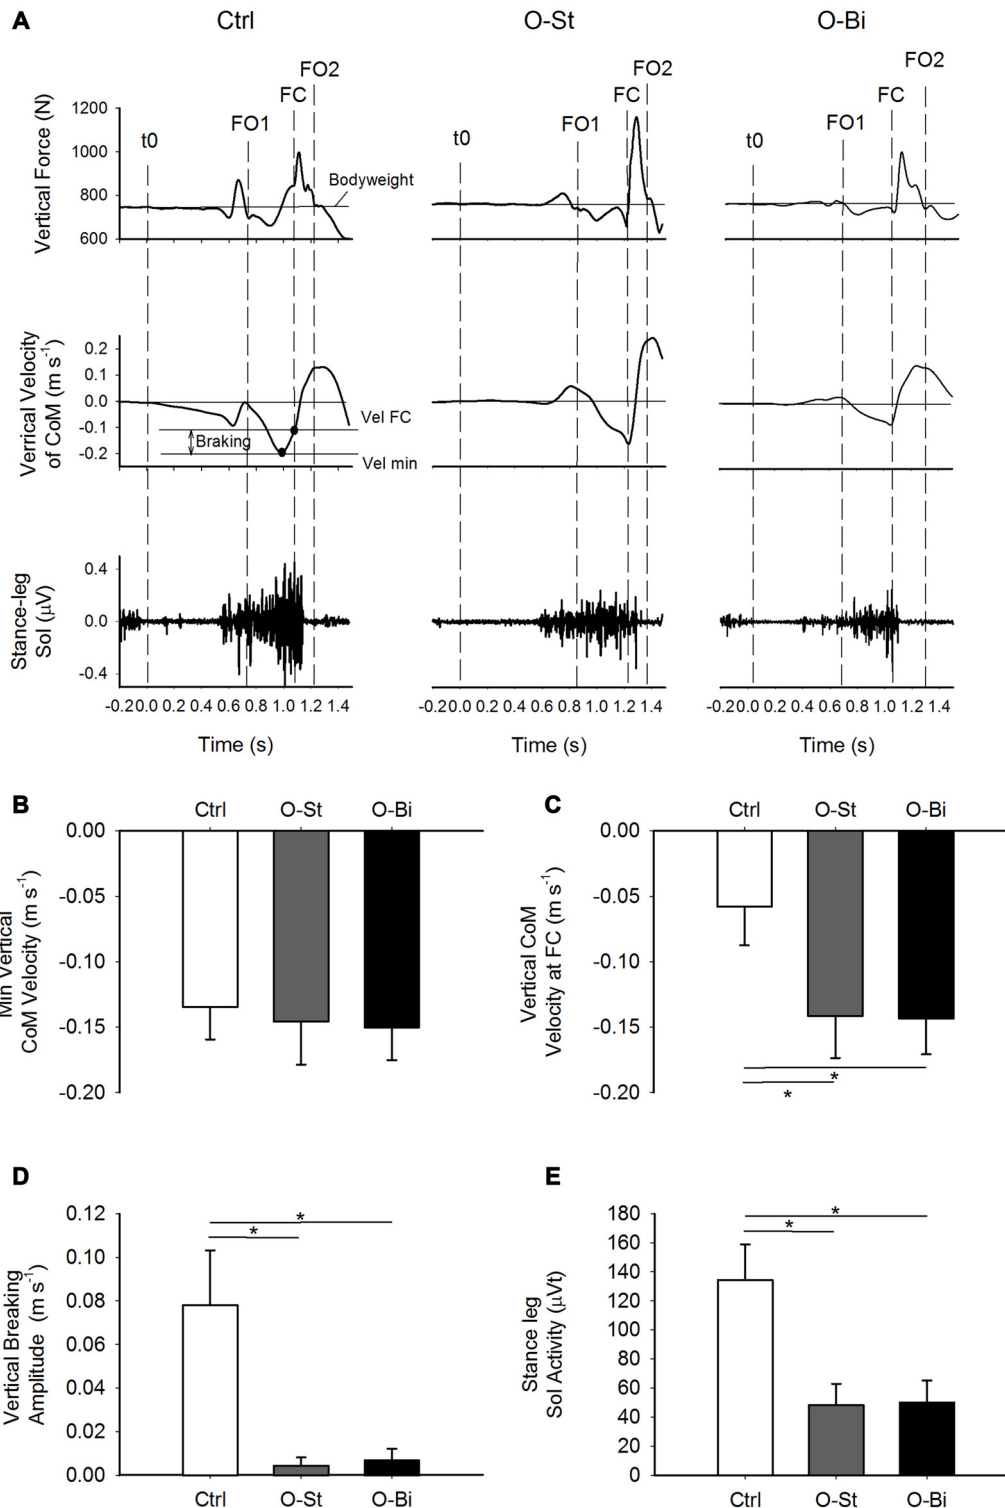 A
Ctrl
O-St
O-Bi
FO2
FO2
FO2
FC
FC
FC
t0
FO1
t0
FO1
t0
FO1
Vertical Force (N)
1200
1000
800
600
Bodyweight
Verrical Velocity
of CoM (m s-1)
0.2
0.1
0.0
-0.1
-0.2
Vel FC
Braking
Vel min
Stance-leg
Sol (μV)
0.4
0.0
-0.4
-0.20.0 0.2 0.4 0.6 0.8 1.0 1.2 1.4
-0.20.0 0.2 0.4 0.6 0.8 1.0 1.2 1.4
-0.20.0 0.2 0.4 0.6 0.8 1.0 1.2 1.4
Time (s)
Time (s)
Time (s)
B
Ctrl
O-St
O-Bi
Min Vertical
CoM Velocity (m s-1)
0.00
-0.05
-0.10
-0.15
-0.20
C
Ctrl
O-St
O-Bi
Vertical CoM
Velocity at FC (m s-1)
0.00
-0.05
-0.10
-0.15
-0.20
*
*
D
Vertical Breaking
Amplitude (m s-1)
0.12
0.10
0.08
0.06
0.04
0.02
0.00
*
*
Ctrl
O-St
O-Bi
E
Stance leg
Sol Activity (μVt)
180
160
140
120
100
80
60
40
20
0
*
*
Ctrl
O-St
O-Bi